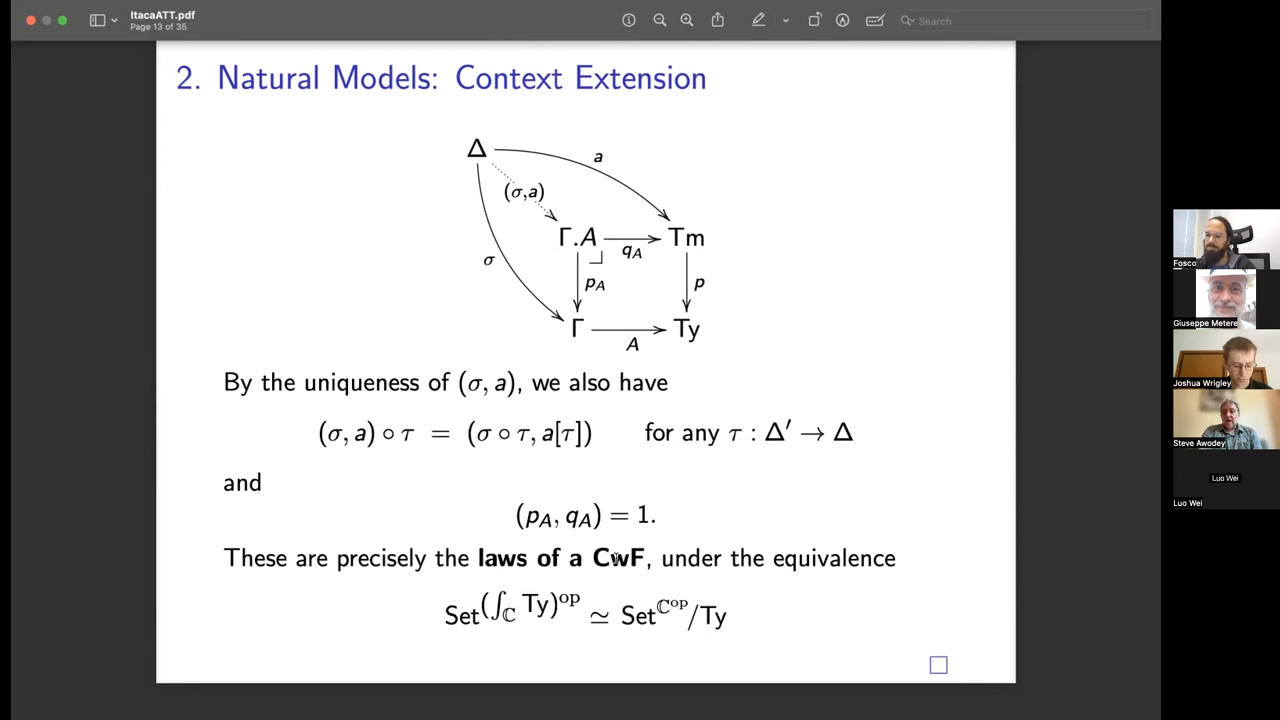 ItacaATT.pdf
Page 13 of 35
Search
2. Natural Models: Context Extension
Δ
a
(σ,a)
Γ.A
Tm
q_A
σ
p_A
p
Γ
Ty
A
By the uniqueness of (σ, a), we also have
(σ, a) ∘ τ = (σ ∘ τ, a[τ]) for any τ : Δ′ → Δ
and
(p_A, q_A) = 1.
These are precisely the laws of a CwF, under the equivalence
Set^{(∫_ℂ Ty)^{op}} ≃ Set^{ℂ^{op}}/Ty
Fosco
Giuseppe Metere
Joshua Wrigley
Steve Awodey
Luo Wei
Luo Wei